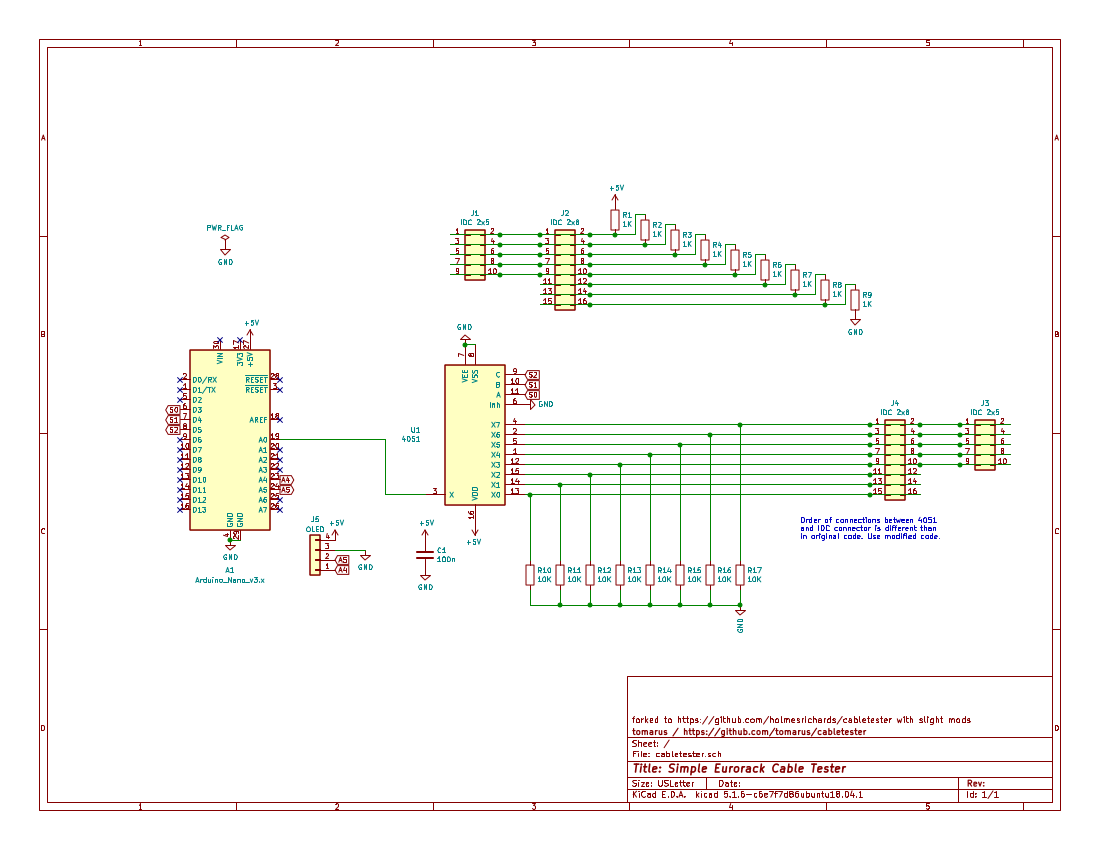 1 2 3 4 5
A A
B B
C C
D D
PWR_FLAG
GND
J1
IDC 2x5
1 2
3 4
5 6
7 8
9 10
J2
IDC 2x8
1 2
3 4
5 6
7 8
9 10
11 12
13 14
15 16
+5V
R1
1K
R2
1K
R3
1K
R4
1K
R5
1K
R6
1K
R7
1K
R8
1K
R9
1K
GND
+5V
30 17 27
VIN 3V3 +5V
2 D0/RX RESET 28
1 D1/TX RESET 3
5 D2
S0 6 D3 AREF 18
S1 7 D4
S2 8 D5
9 D6 A0 19
10 D7 A1 20
11 D8 A2 21
12 D9 A3 22
13 D10 A4 23 A4
14 D11 A5 24 A5
15 D12 A6 25
16 D13 A7 26
GND GND
4 29
GND
A1
Arduino_Nano_v3.x
J5
OLED
+5V
4
3
2 A5
1 A4
GND
+5V
C1
100n
GND
GND
7 8
VEE VSS
C 9 S2
B 10 S1
A 11 S0
Inh 6 GND
U1
4051
X7 4
X6 2
X5 5
X4 1
X3 12
X2 15
X1 14
X0 13
3 X
VDD
16
+5V
J4
IDC 2x8
1 2
3 4
5 6
7 8
9 10
11 12
13 14
15 16
J3
IDC 2x5
1 2
3 4
5 6
7 8
9 10
Order of connections between 4051
and IDC connector is different than
in original code. Use modified code.
R10
10K
R11
10K
R12
10K
R13
10K
R14
10K
R15
10K
R16
10K
R17
10K
GND
forked to https://github.com/holmesrichards/cabletester with slight mods
tomarus / https://github.com/tomarus/cabletester
Sheet: /
File: cabletester.sch
Title: Simple Eurorack Cable Tester
Size: USLetter Date: Rev:
KiCad E.D.A. kicad 5.1.6-c6e7f7d86ubuntu18.04.1 Id: 1/1
1 2 3 4 5